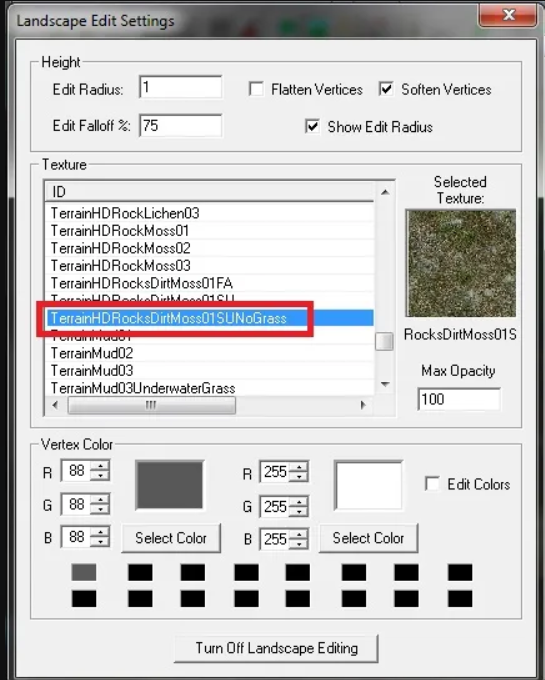 Landscape Edit Settings
Height
Edit Radius: 1 Flatten Vertices Soften Vertices
Edit Falloff %: 75 Show Edit Radius
Texture
ID
Selected
Texture:
TerrainHDRockLichen03
TerrainHDRockMoss01
TerrainHDRockMoss02
TerrainHDRockMoss03
TerrainHDRocksDirtMoss01FA
TerrainHDRocksDirtMoss01SU
TerrainHDRocksDirtMoss01SUNoGrass
TerrainMud01
TerrainMud02
TerrainMud03
TerrainMud03UnderwaterGrass
RocksDirtMoss01S
Max Opacity
100
Vertex Color
R 88 R 255 Edit Colors
G 88 G 255
B 88 Select Color B 255 Select Color
Turn Off Landscape Editing